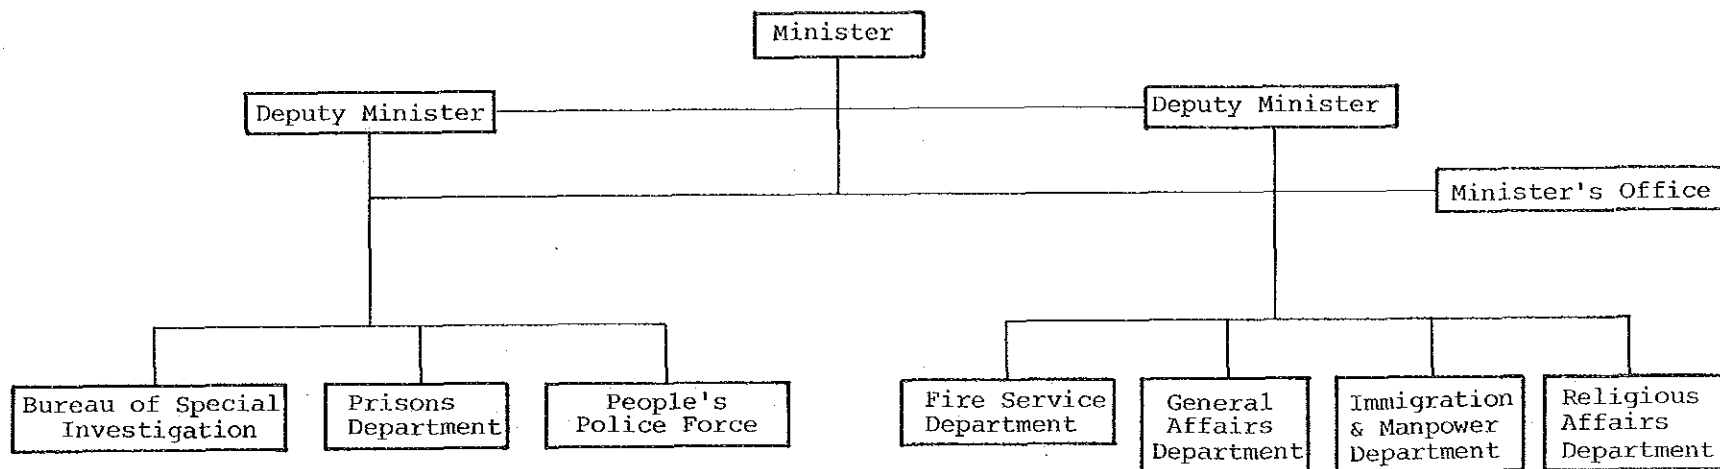 Minister
Deputy Minister
Deputy Minister
Minister's Office
Bureau of Special
Investigation
Prisons
Department
People's
Police Force
Fire Service
Department
General
Affairs
Department
Immigration
& Manpower
Department
Religious
Affairs
Department